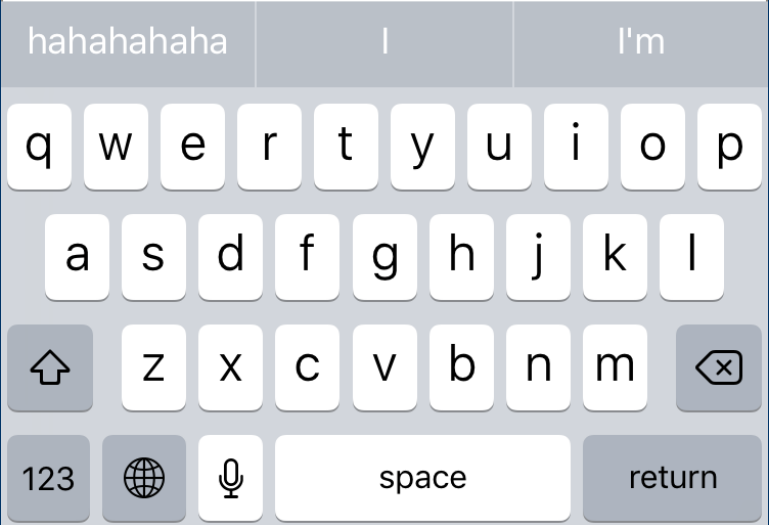 hahahahaha I I'm
q w e r t y u i o p
a s d f g h j k l
z x c v b n m
123 space return